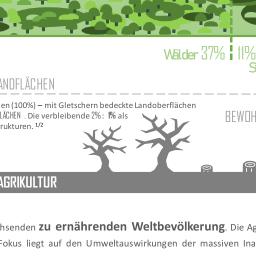 Wälder 37% 11%
S
ANDFLÄCHEN
en (100%) – mit Gletschern bedeckte Landoberflächen
LÄCHEN . Die verbleibende 2% : 1% als
rukturen. 1/2
BEWOH
AGRIKULTUR
hsenden zu ernährenden Weltbevölkerung. Die Ag
Fokus liegt auf den Umweltauswirkungen der massiven Ina